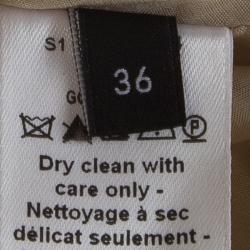 S1
36
Dry clean with
care only -
Nettoyage à sec
délicat seulement -